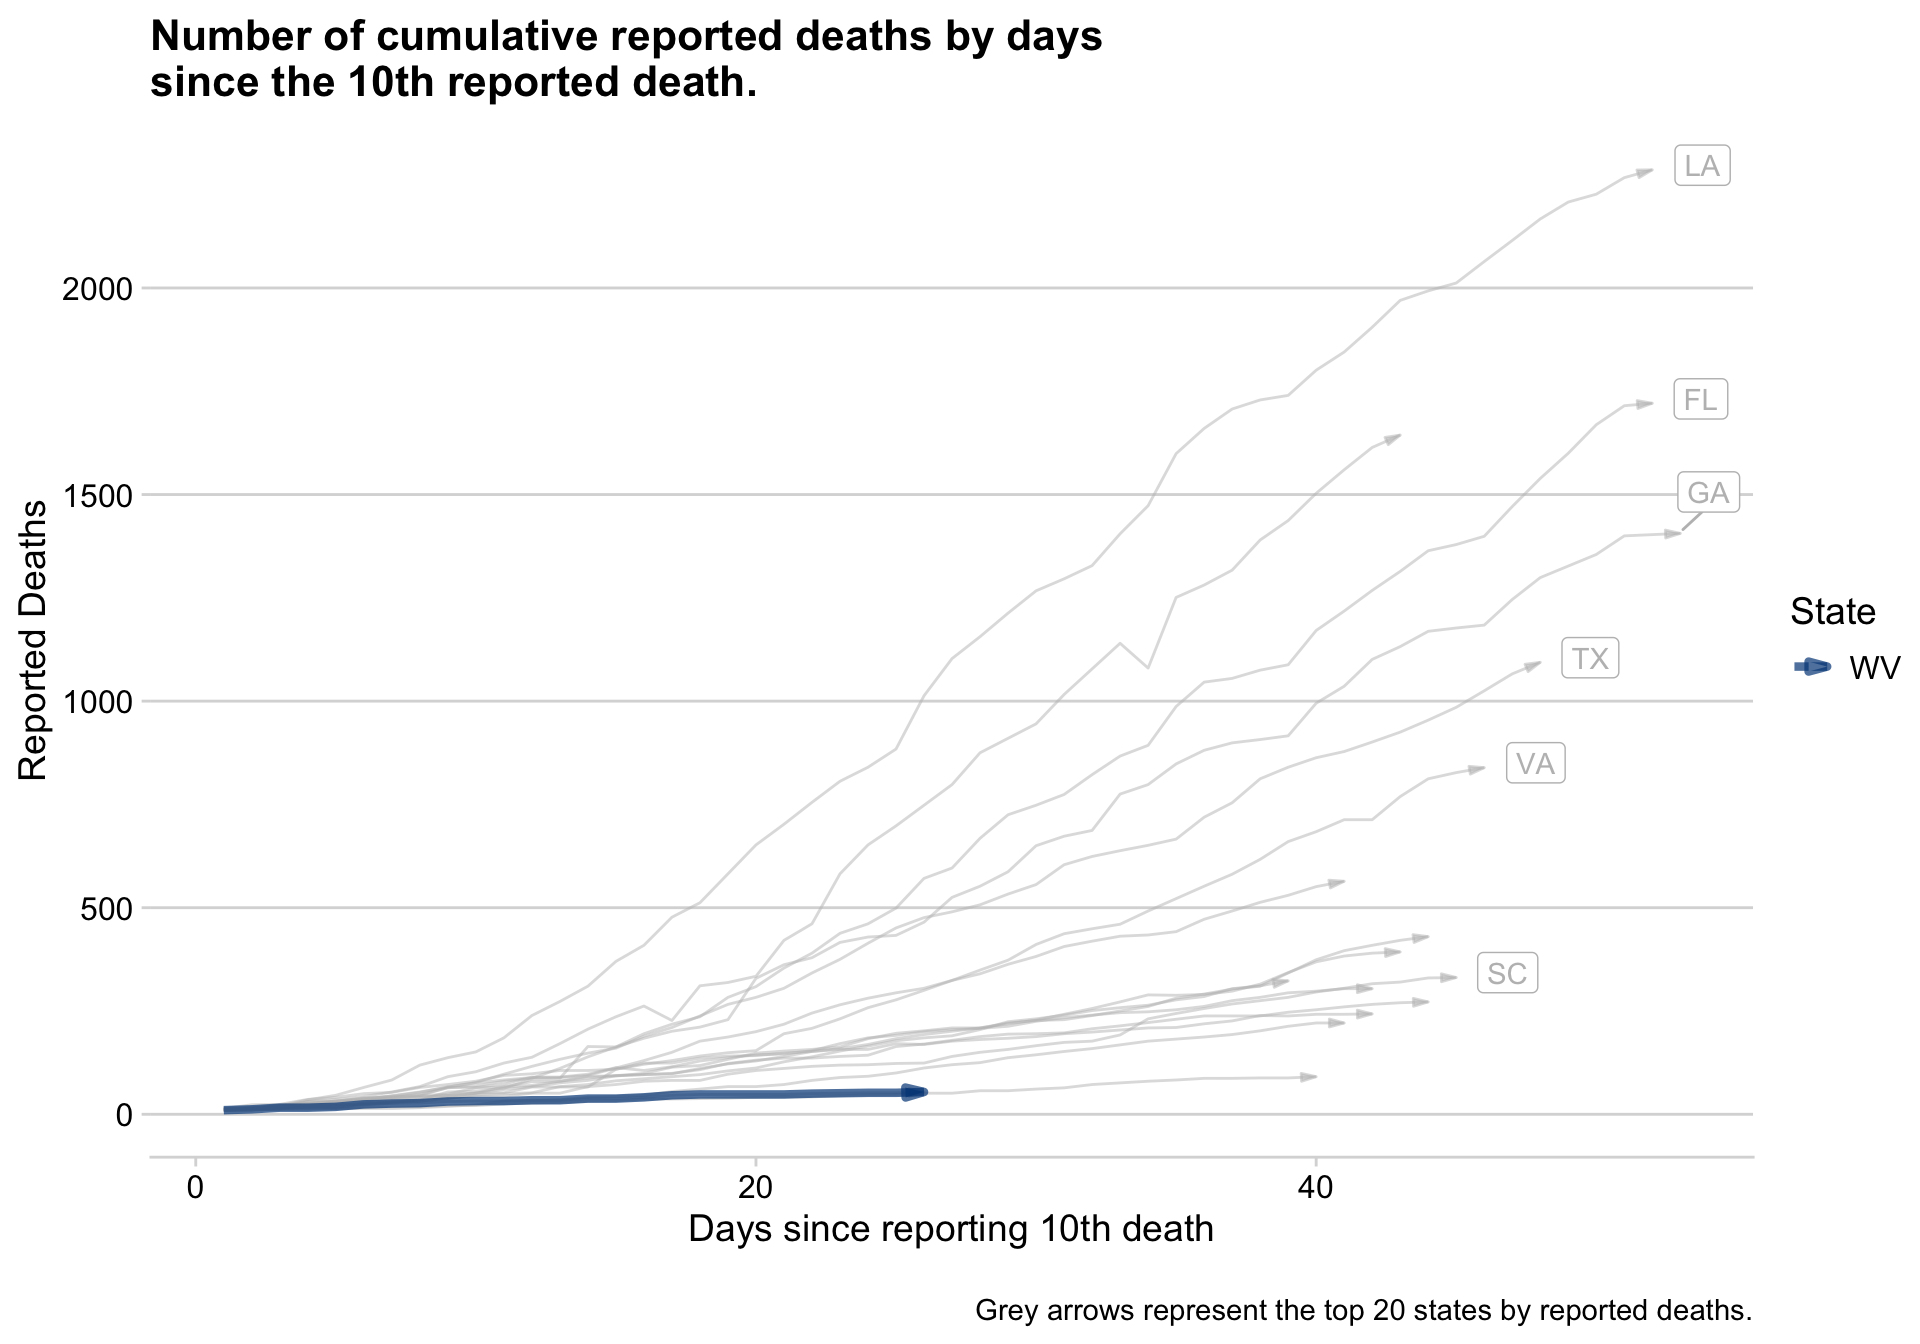 Number of cumulative reported deaths by days
since the 10th reported death.
LA
2000
FL
1500
GA
Reported Deaths
State
TX
WV
1000
VA
500
SC
0
0
20
40
Days since reporting 10th death
Grey arrows represent the top 20 states by reported deaths.